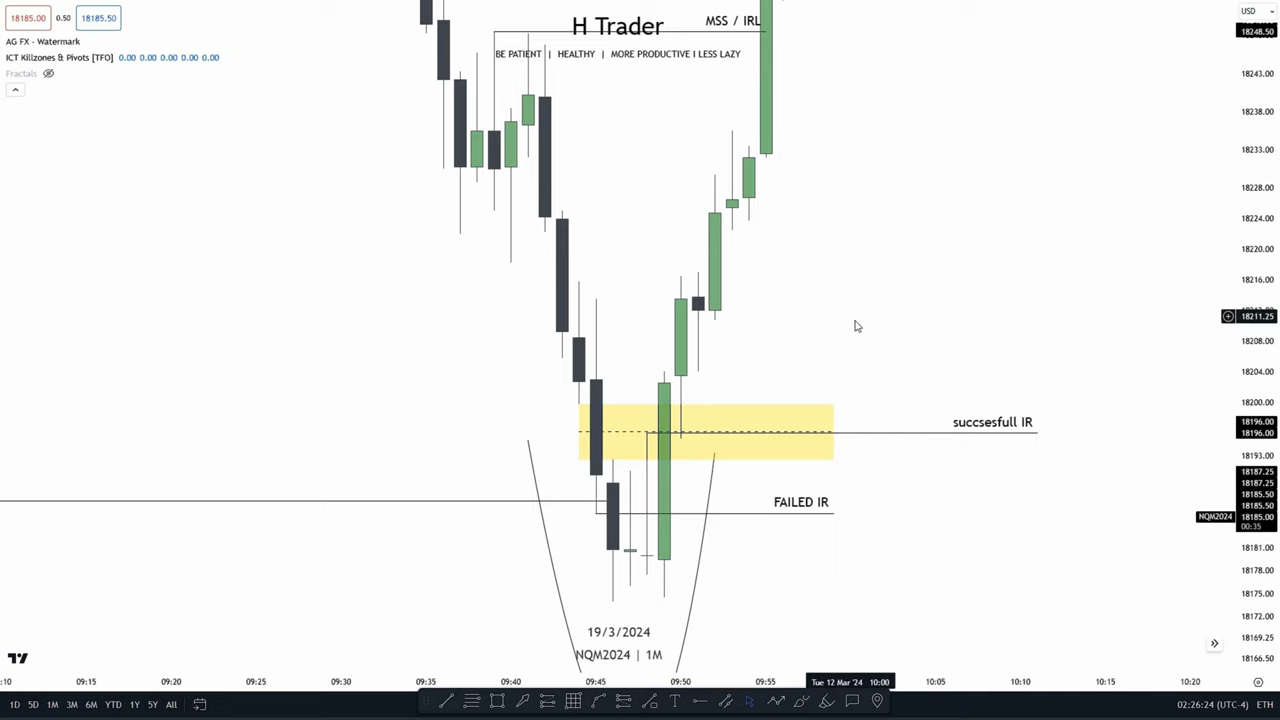 18185.00 0.50 18185.50
AG FX - Watermark
ICT Killzones & Pivots [TFO] 0.00 0.00 0.00 0.00 0.00
Fractals
H Trader
BE PATIENT | HEALTHY | MORE PRODUCTIVE I LESS LAZY
MSS / IRL
succsesfull IR
FAILED IR
19/3/2024
NQM2024 | 1M
USD
18248.50
18243.00
18238.00
18233.00
18228.00
18224.00
18220.00
18216.00
18211.25
18208.00
18204.00
18200.00
18196.00
18196.00
18193.00
18187.25
18187.25
18185.50
18185.50
NQM2024 18185.00
00:35
18181.00
18178.00
18175.00
18172.00
18169.25
18166.50
:10 09:15 09:20 09:25 09:30 09:35 09:40 09:45 09:50 09:55 Tue 12 Mar '24 10:00 10:05 10:10 10:15 10:20
1D 5D 1M 3M 6M YTD 1Y 5Y All
02:26:24 (UTC-4) ETH